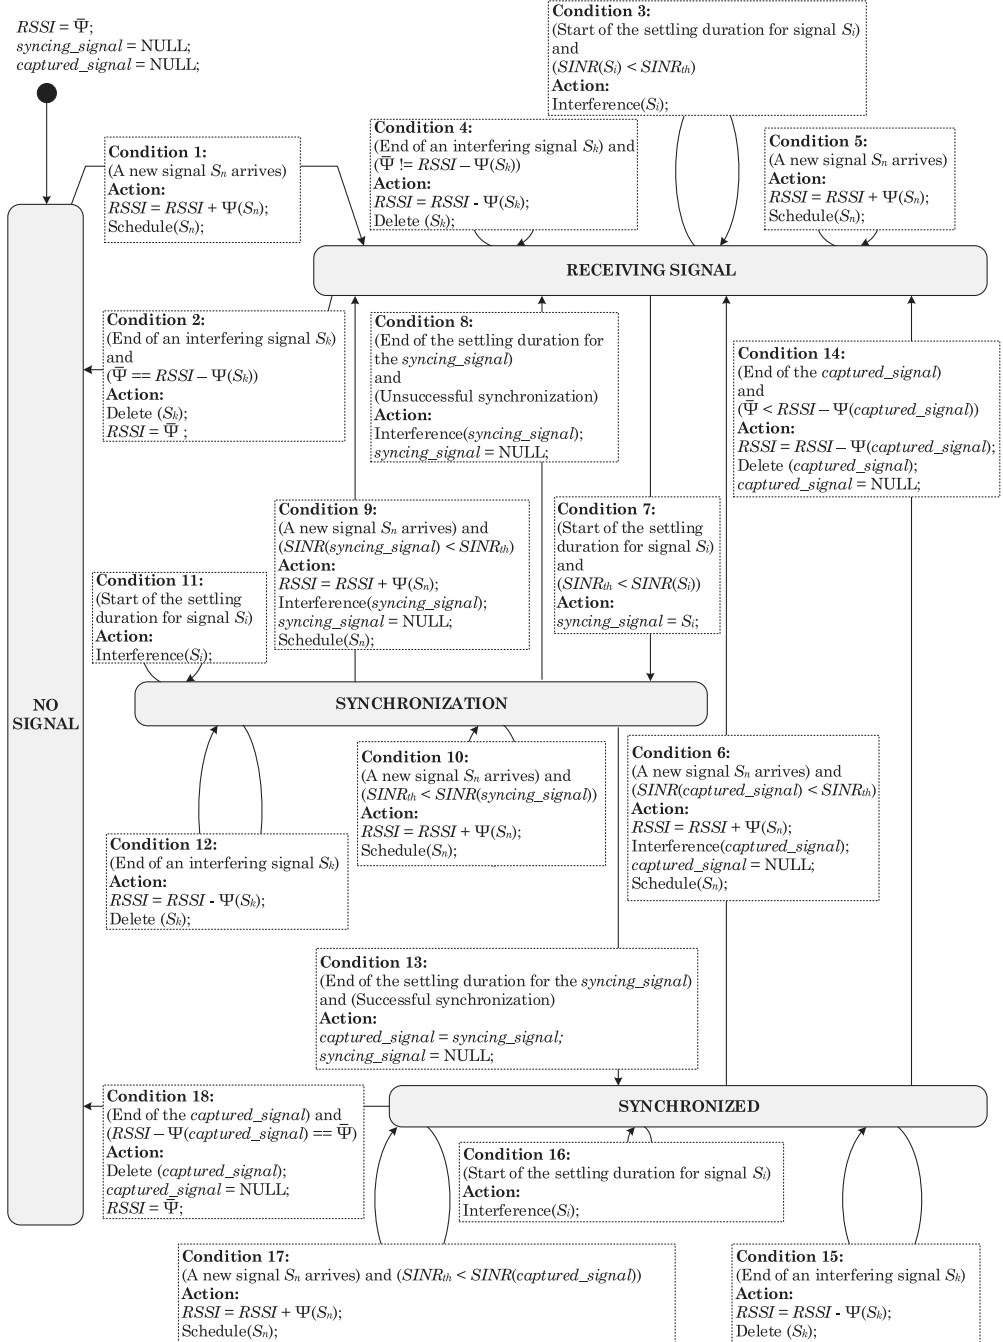 RSSI = Ψ̄;
syncing_signal = NULL;
captured_signal = NULL;
Condition 1:
(A new signal Sn arrives)
Action:
RSSI = RSSI + Ψ(Sn);
Schedule(Sn);
Condition 4:
(End of an interfering signal Sk) and
(Ψ̄ != RSSI – Ψ(Sk))
Action:
RSSI = RSSI - Ψ(Sk);
Delete (Sk);
Condition 3:
(Start of the settling duration for signal Si)
and
(SINR(Si) < SINRth)
Action:
Interference(Si);
Condition 5:
(A new signal Sn arrives)
Action:
RSSI = RSSI + Ψ(Sn);
Schedule(Sn);
RECEIVING SIGNAL
Condition 2:
(End of an interfering signal Sk)
and
(Ψ̄ == RSSI – Ψ(Sk))
Action:
Delete (Sk);
RSSI = Ψ̄ ;
Condition 8:
(End of the settling duration for
the syncing_signal)
and
(Unsuccessful synchronization)
Action:
Interference(syncing_signal);
syncing_signal = NULL;
Condition 14:
(End of the captured_signal)
and
(Ψ̄ < RSSI – Ψ(captured_signal))
Action:
RSSI = RSSI – Ψ(captured_signal);
Delete (captured_signal);
captured_signal = NULL;
Condition 9:
(A new signal Sn arrives) and
(SINR(syncing_signal) < SINRth)
Action:
RSSI = RSSI + Ψ(Sn);
Interference(syncing_signal);
syncing_signal = NULL;
Schedule(Sn);
Condition 7:
(Start of the settling
duration for signal Si)
and
(SINRth < SINR(Si))
Action:
syncing_signal = Si;
Condition 11:
(Start of the settling
duration for signal Si)
Action:
Interference(Si);
NO
SIGNAL
SYNCHRONIZATION
Condition 10:
(A new signal Sn arrives) and
(SINRth < SINR(syncing_signal))
Action:
RSSI = RSSI + Ψ(Sn);
Schedule(Sn);
Condition 6:
(A new signal Sn arrives) and
(SINR(captured_signal) < SINRth)
Action:
RSSI = RSSI + Ψ(Sn);
Interference(captured_signal);
captured_signal = NULL;
Schedule(Sn);
Condition 12:
(End of an interfering signal Sk)
Action:
RSSI = RSSI - Ψ(Sk);
Delete (Sk);
Condition 13:
(End of the settling duration for the syncing_signal)
and (Successful synchronization)
Action:
captured_signal = syncing_signal;
syncing_signal = NULL;
Condition 18:
(End of the captured_signal) and
(RSSI – Ψ(captured_signal) == Ψ̄)
Action:
Delete (captured_signal);
captured_signal = NULL;
RSSI = Ψ̄;
SYNCHRONIZED
Condition 16:
(Start of the settling duration for signal Si)
Action:
Interference(Si);
Condition 17:
(A new signal Sn arrives) and (SINRth < SINR(captured_signal))
Action:
RSSI = RSSI + Ψ(Sn);
Schedule(Sn);
Condition 15:
(End of an interfering signal Sk)
Action:
RSSI = RSSI - Ψ(Sk);
Delete (Sk);